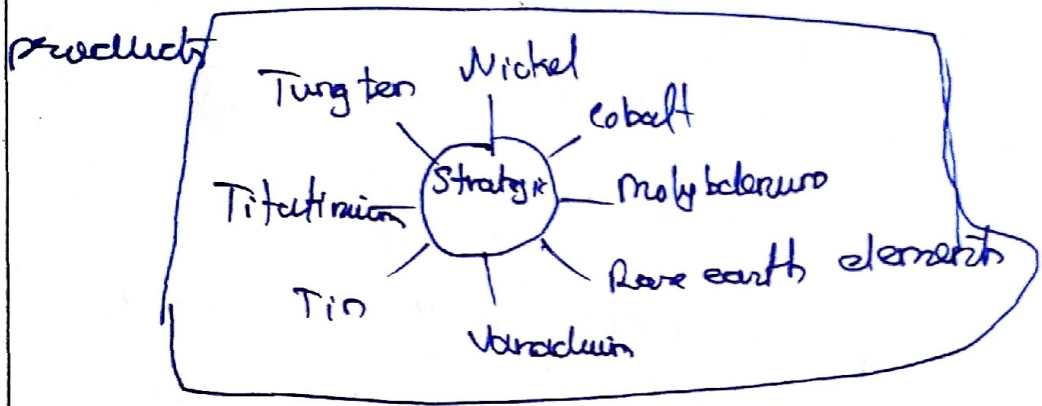 products
Nickel
Tungten
Cobalt
Strategic
Molybdenum
Titatinium
Rare earth elements
Tin
Vanadium